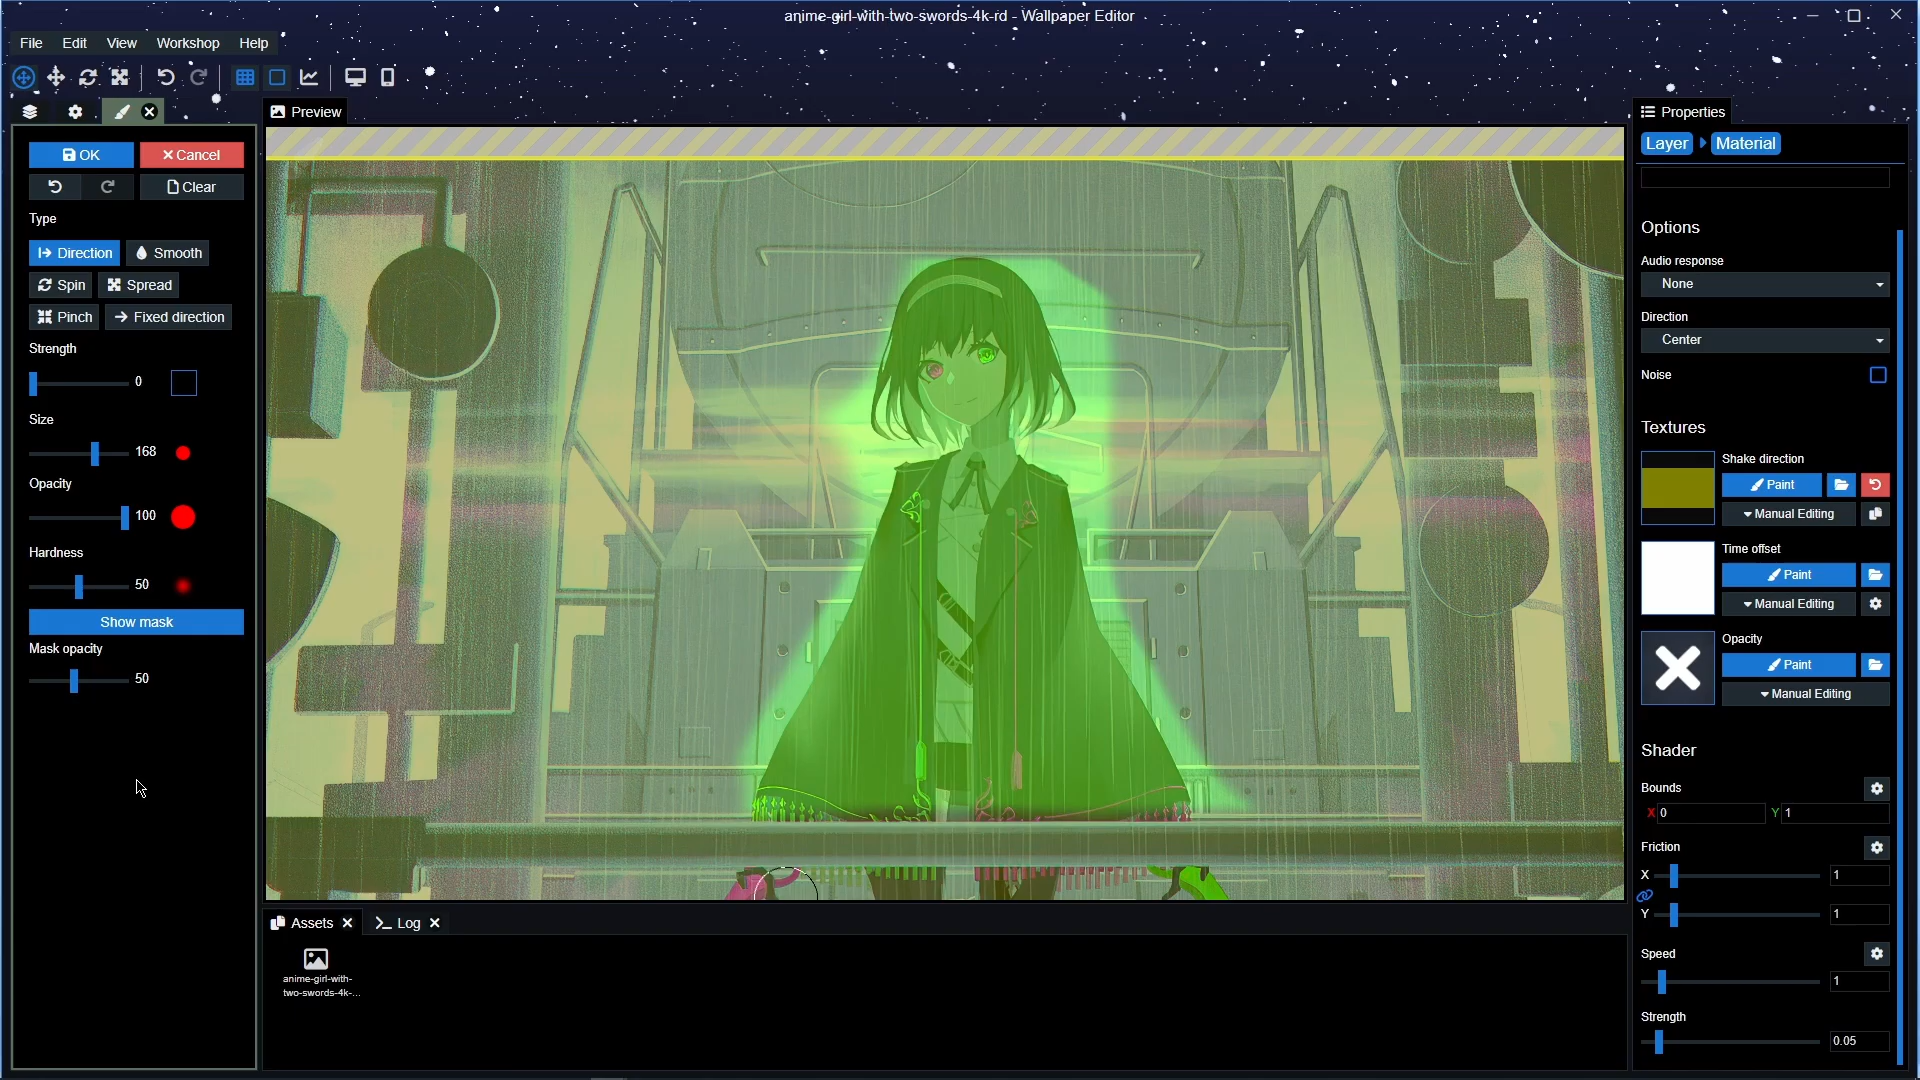 anime-girl-with-two-swords-4k-rd - Wallpaper Editor
File Edit View Workshop Help
Preview
Properties
OK Cancel
Clear
Type
Direction Smooth
Spin Spread
Pinch Fixed direction
Strength
0
Size
168
Opacity
100
Hardness
50
Show mask
Mask opacity
50
Assets Log
anime-girl-with-
two-swords-4k-...
Layer Material
Options
Audio response
None
Direction
Center
Noise
Textures
Shake direction
Paint
Manual Editing
Time offset
Paint
Manual Editing
Opacity
Paint
Manual Editing
Shader
Bounds
X 0 Y 1
Friction
X 1
Y 1
Speed
1
Strength
0.05